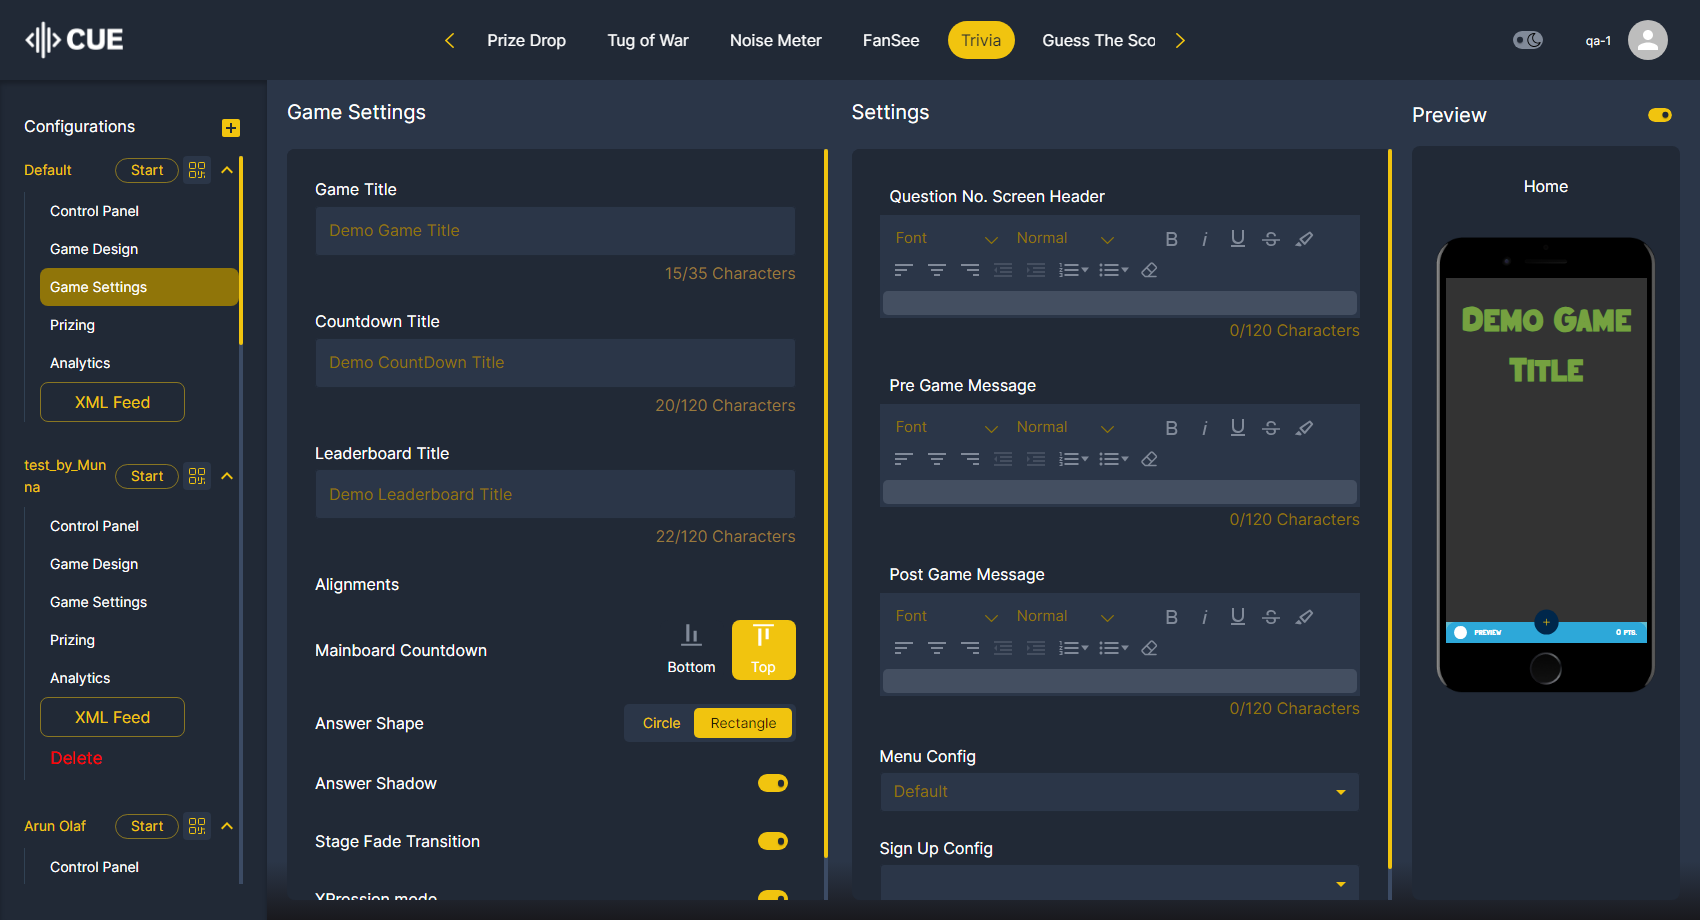 CUE
Prize Drop
Tug of War
Noise Meter
FanSee
Trivia
Guess The Sco
qa-1
Configurations
Default
Start
Control Panel
Game Design
Game Settings
Prizing
Analytics
XML Feed
test_by_Mun
na
Start
Control Panel
Game Design
Game Settings
Prizing
Analytics
XML Feed
Delete
Arun Olaf
Start
Control Panel
Game Settings
Game Title
Demo Game Title
15/35 Characters
Countdown Title
Demo CountDown Title
20/120 Characters
Leaderboard Title
Demo Leaderboard Title
22/120 Characters
Alignments
Mainboard Countdown
Bottom
Top
Answer Shape
Circle
Rectangle
Answer Shadow
Stage Fade Transition
XPression mode
Settings
Question No. Screen Header
Font
Normal
0/120 Characters
Pre Game Message
Font
Normal
0/120 Characters
Post Game Message
Font
Normal
0/120 Characters
Menu Config
Default
Sign Up Config
Preview
Home
Demo Game
Title
PREVIEW
0 PTS.